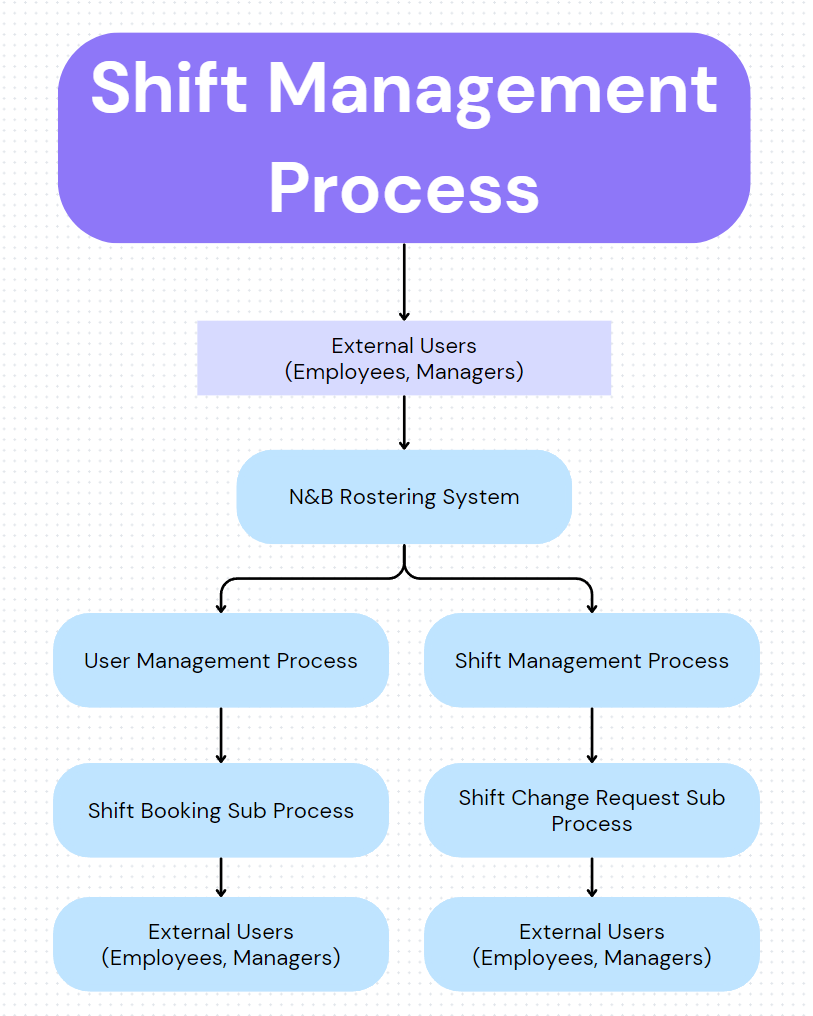 Shift Management
Process
External Users
(Employees, Managers)
N&B Rostering System
User Management Process
Shift Management Process
Shift Booking Sub Process
Shift Change Request Sub
Process
External Users
(Employees, Managers)
External Users
(Employees, Managers)